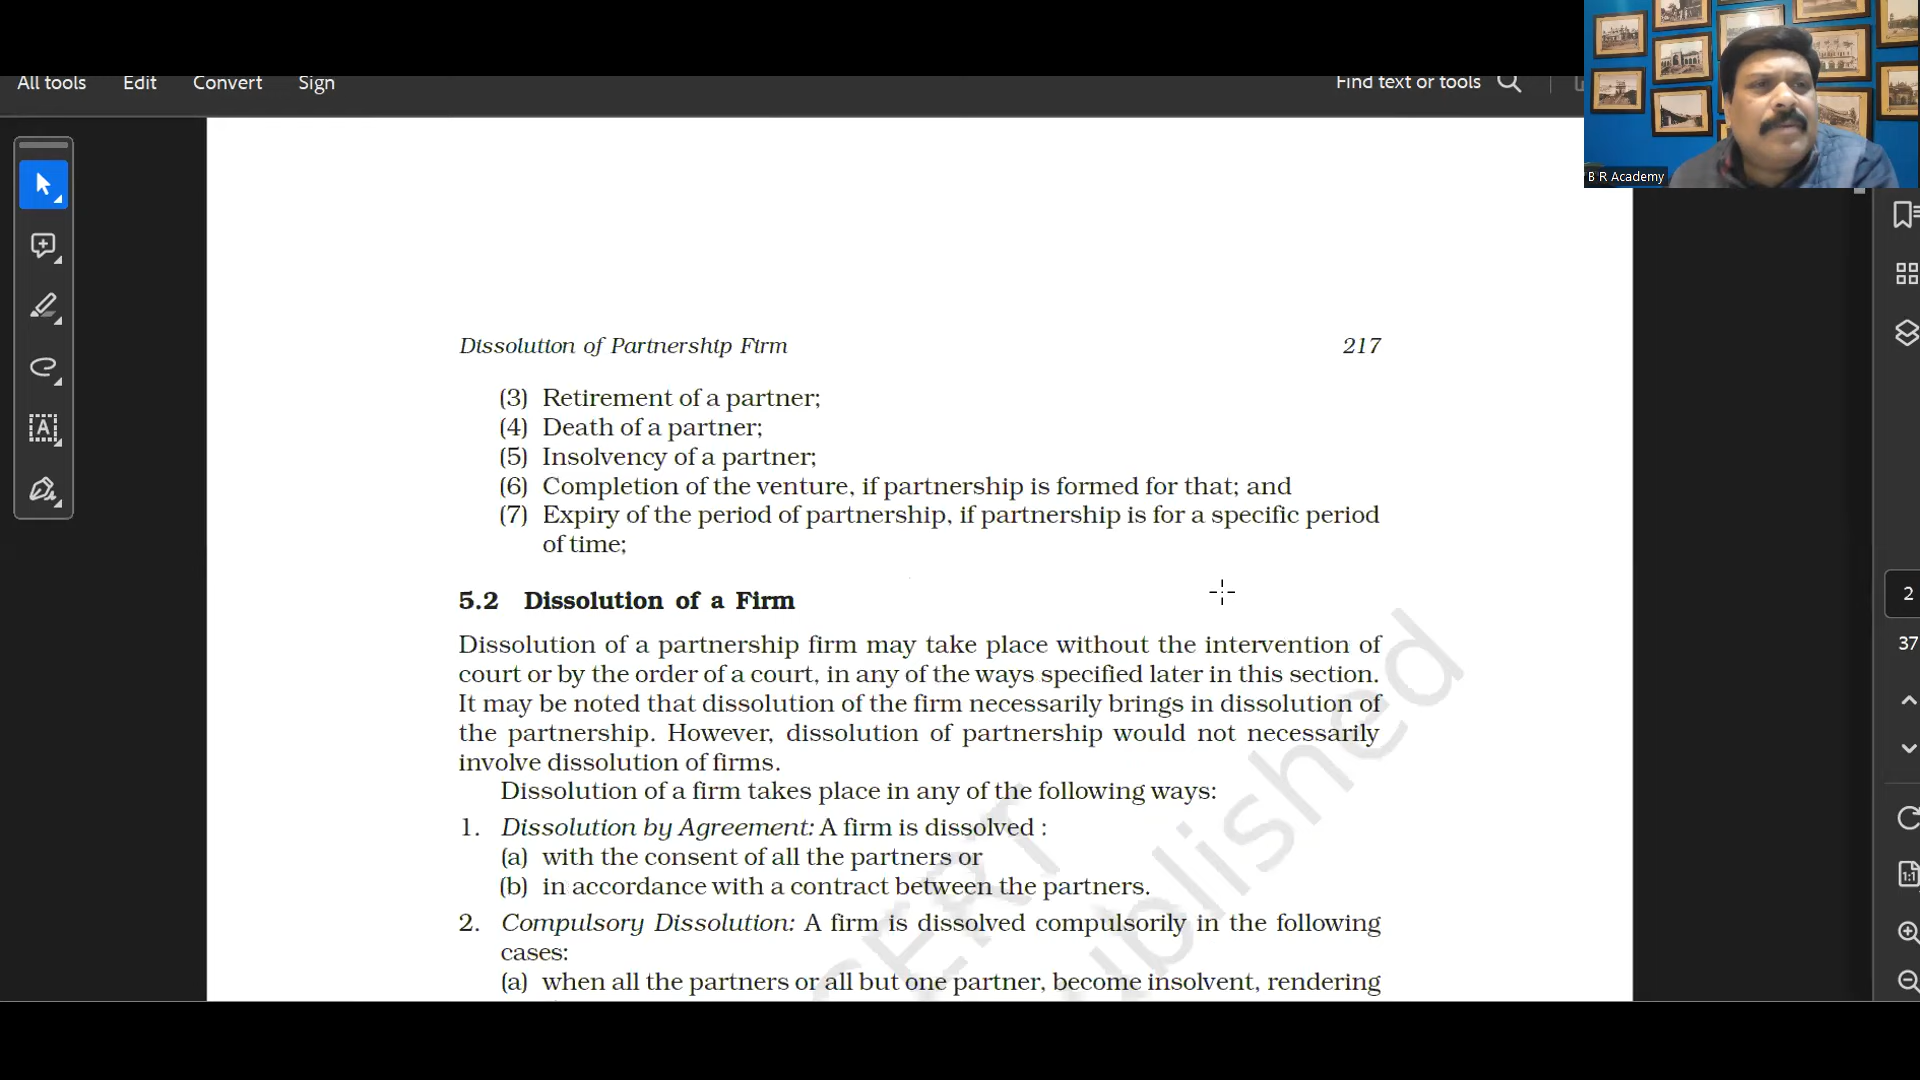 All tools Edit Convert Sign Find text or tools
B R Academy
Dissolution of Partnership Firm 217
(3) Retirement of a partner;
(4) Death of a partner;
(5) Insolvency of a partner;
(6) Completion of the venture, if partnership is formed for that; and
(7) Expiry of the period of partnership, if partnership is for a specific period
of time;
5.2 Dissolution of a Firm
Dissolution of a partnership firm may take place without the intervention of
court or by the order of a court, in any of the ways specified later in this section.
It may be noted that dissolution of the firm necessarily brings in dissolution of
the partnership. However, dissolution of partnership would not necessarily
involve dissolution of firms.
Dissolution of a firm takes place in any of the following ways:
1. Dissolution by Agreement: A firm is dissolved :
(a) with the consent of all the partners or
(b) in accordance with a contract between the partners.
2. Compulsory Dissolution: A firm is dissolved compulsorily in the following
cases:
(a) when all the partners or all but one partner, become insolvent, rendering
2
37
1:1